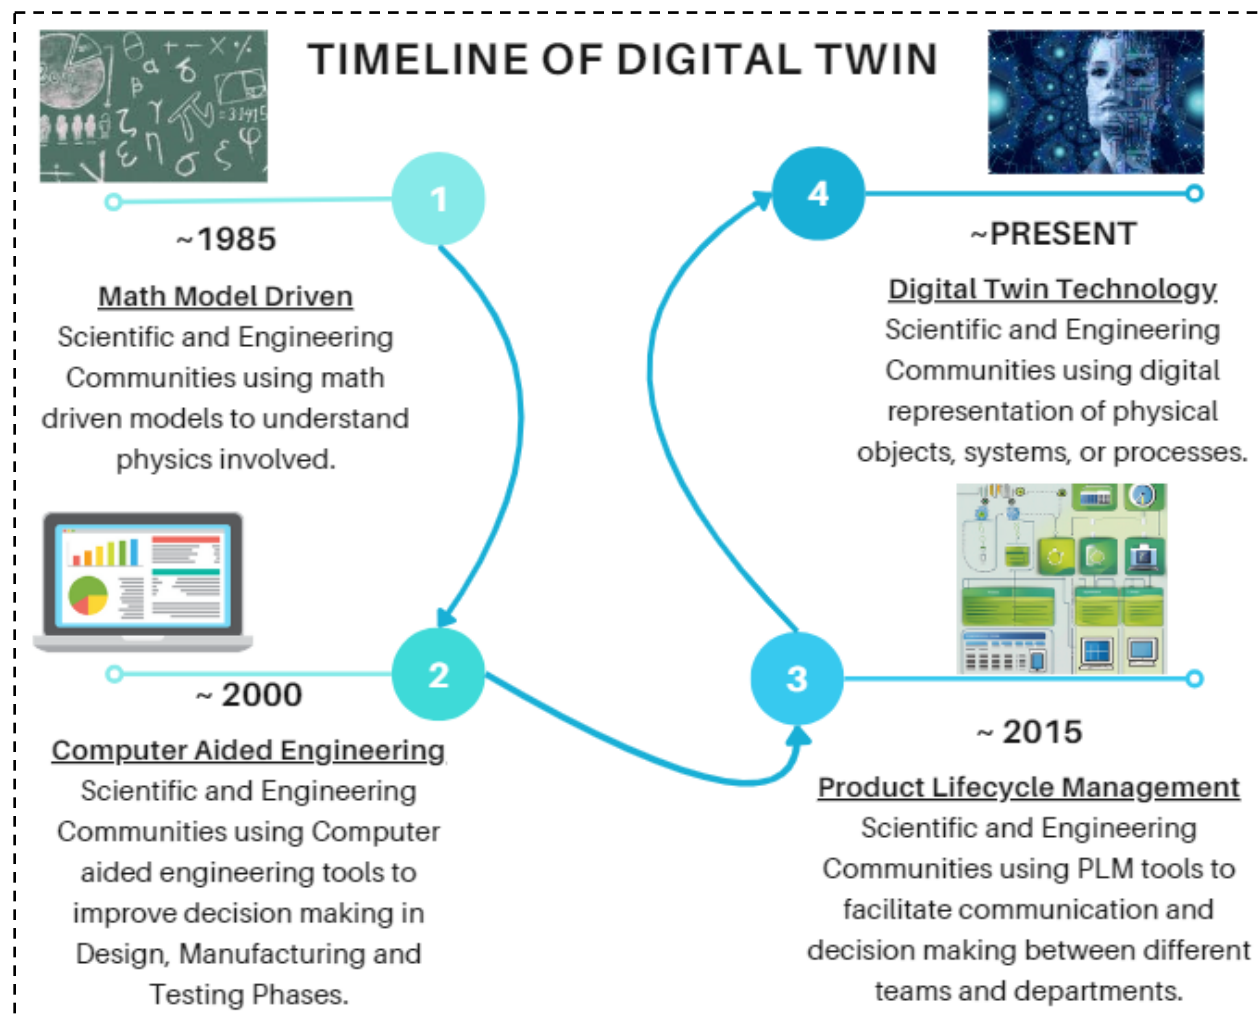 TIMELINE OF DIGITAL TWIN
θ + − × %
α δ
β
γ π
ζ = 31415
ε η σ ξ φ
1
~1985
Math Model Driven
Scientific and Engineering
Communities using math
driven models to understand
physics involved.
2
~ 2000
Computer Aided Engineering
Scientific and Engineering
Communities using Computer
aided engineering tools to
improve decision making in
Design, Manufacturing and
Testing Phases.
3
~ 2015
Product Lifecycle Management
Scientific and Engineering
Communities using PLM tools to
facilitate communication and
decision making between different
teams and departments.
4
~PRESENT
Digital Twin Technology
Scientific and Engineering
Communities using digital
representation of physical
objects, systems, or processes.